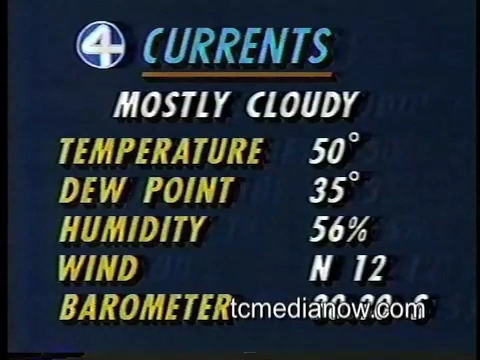 4 CURRENTS
MOSTLY CLOUDY
TEMPERATURE 50°
DEW POINT 35°
HUMIDITY 56%
WIND N 12
BAROMETER
tcmedianow.com